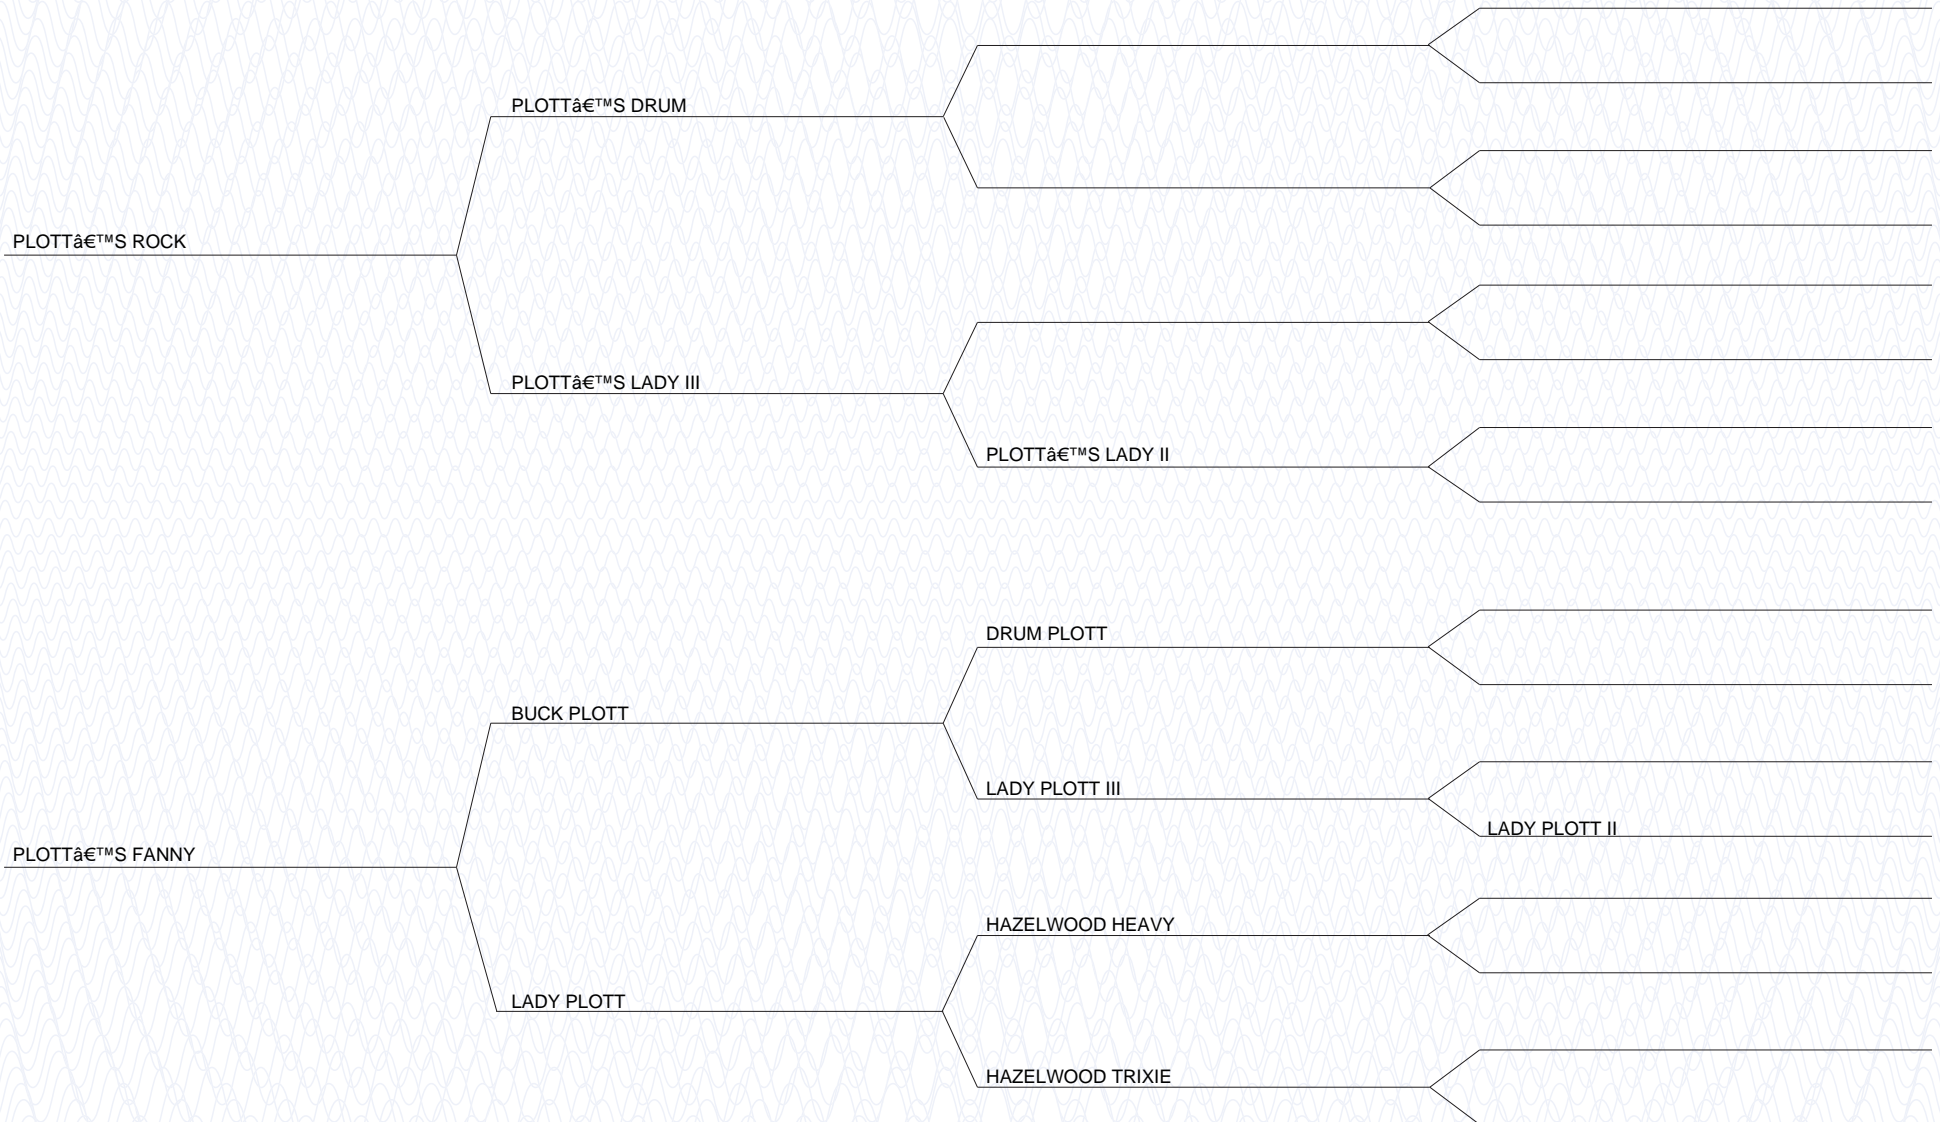 PLOTTâ€™S DRUM
PLOTTâ€™S ROCK
PLOTTâ€™S LADY III
PLOTTâ€™S LADY II
DRUM PLOTT
BUCK PLOTT
LADY PLOTT III
LADY PLOTT II
PLOTTâ€™S FANNY
HAZELWOOD HEAVY
LADY PLOTT
HAZELWOOD TRIXIE